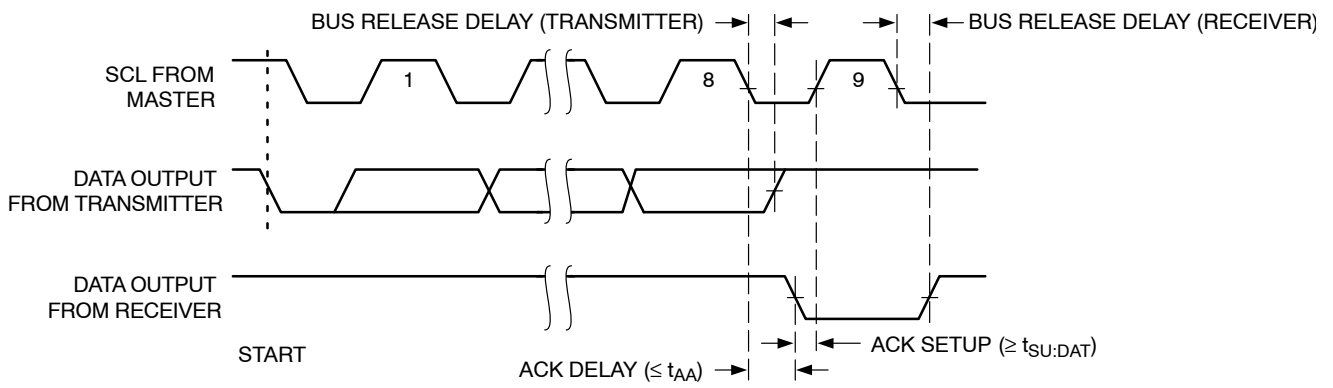 BUS RELEASE DELAY (TRANSMITTER)
BUS RELEASE DELAY (RECEIVER)
SCL FROM
MASTER
1
8
9
DATA OUTPUT
FROM TRANSMITTER
DATA OUTPUT
FROM RECEIVER
START
ACK SETUP (≥ tSU:DAT)
ACK DELAY (≤ tAA)